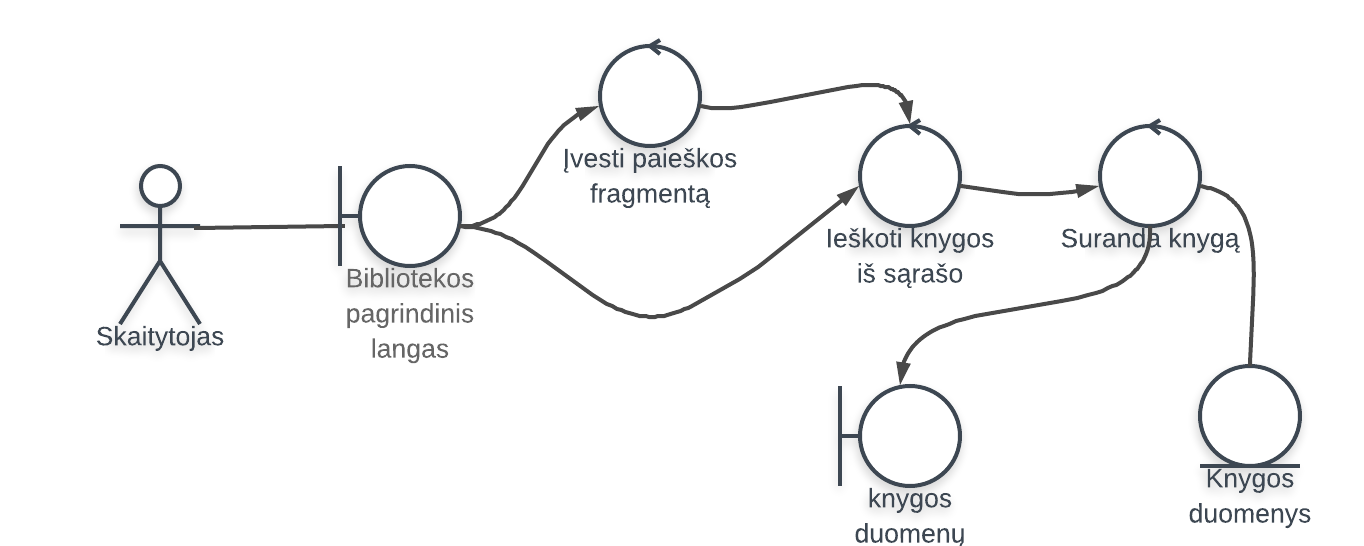 Įvesti paieškos
fragmentą
Ieškoti knygos
iš sąrašo
Suranda knygą
Bibliotekos
pagrindinis
langas
Skaitytojas
knygos
duomenų
Knygos
duomenys